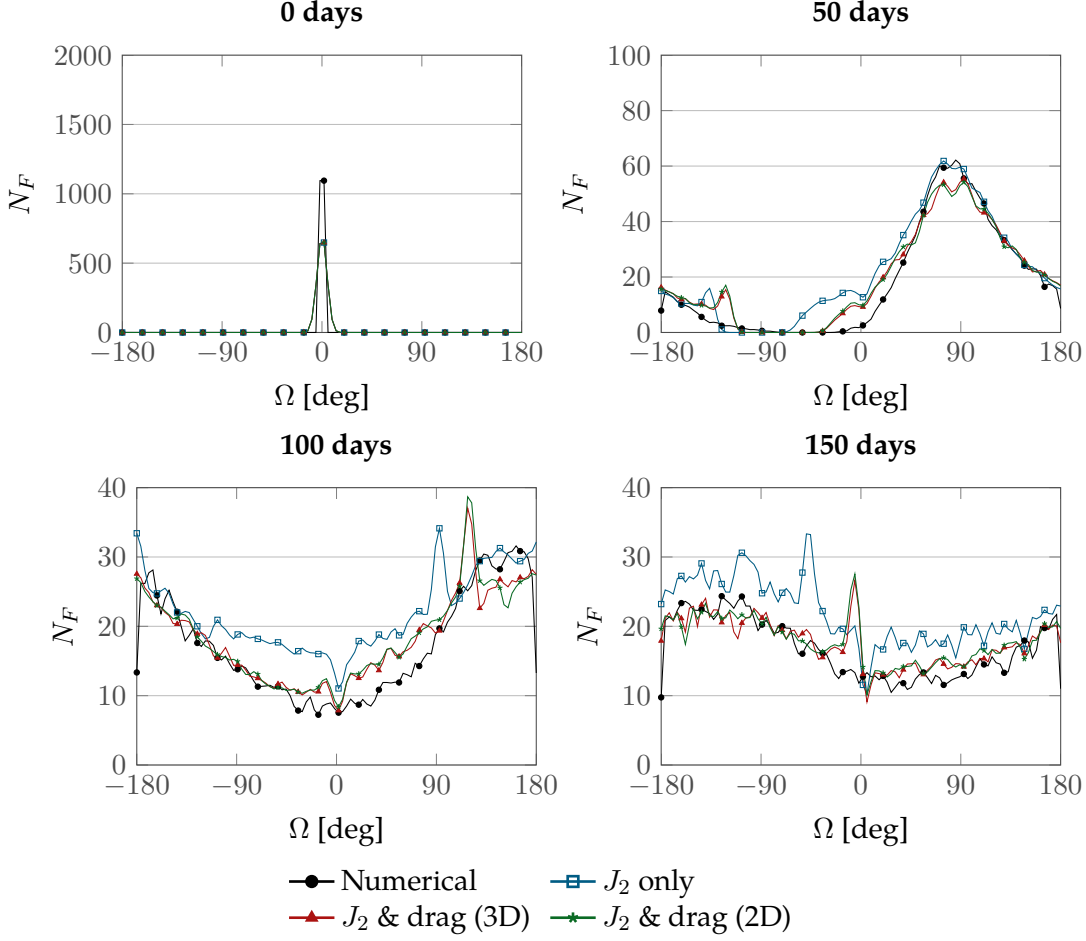 0 days
50 days
2000
1500
1000
500
0
N_F
−180 −90 0 90 180
Ω [deg]
100
80
60
40
20
0
N_F
−180 −90 0 90 180
Ω [deg]
100 days
150 days
40
30
20
10
0
N_F
−180 −90 0 90 180
Ω [deg]
40
30
20
10
0
N_F
−180 −90 0 90 180
Ω [deg]
Numerical
J_2 only
J_2 & drag (3D)
J_2 & drag (2D)